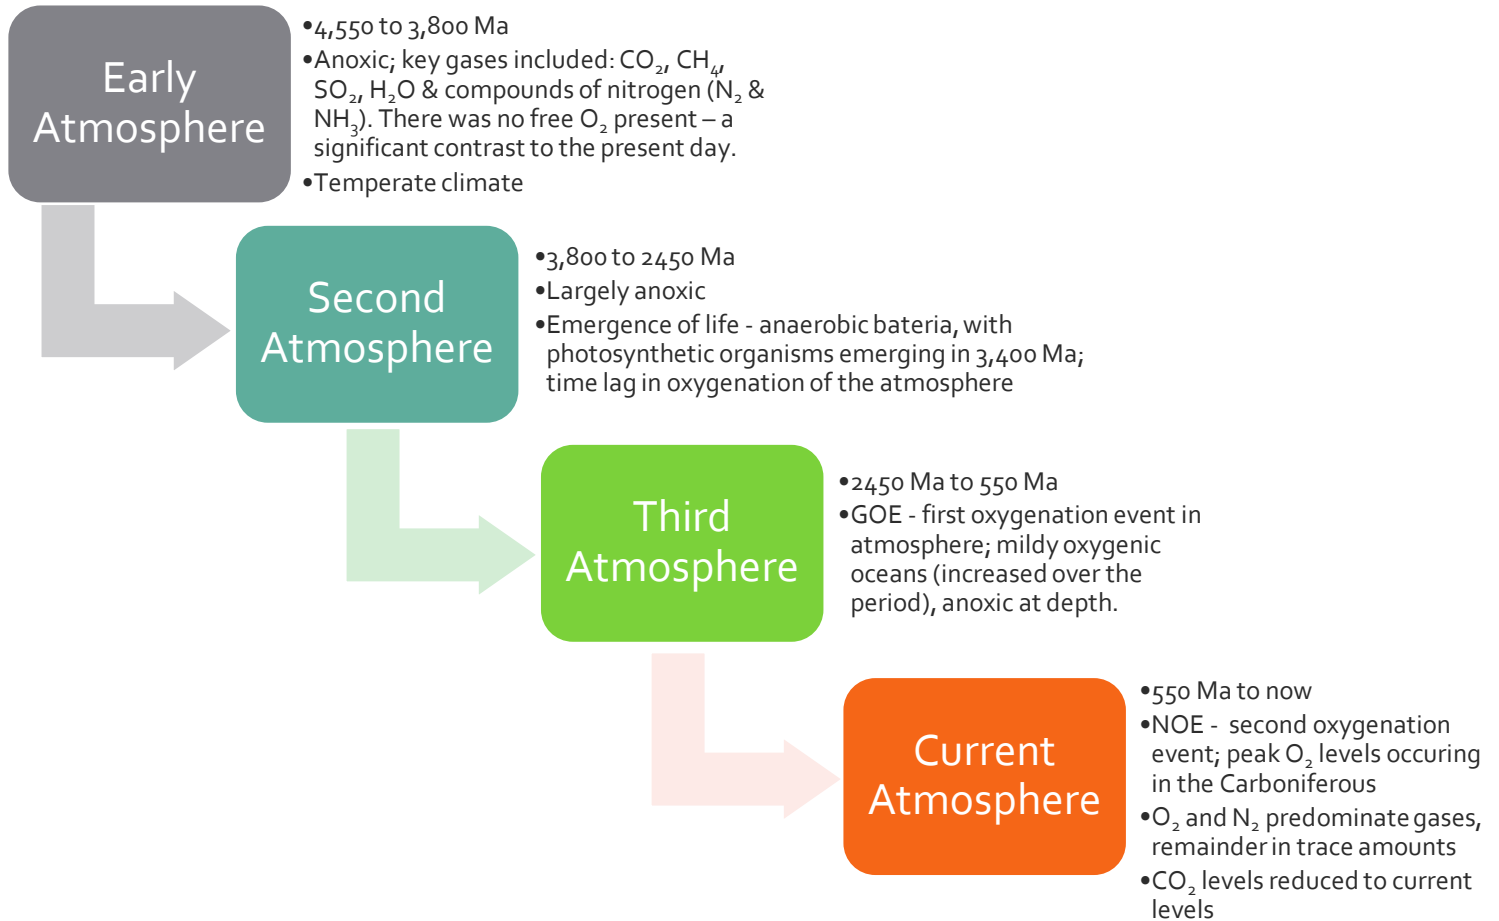 Early
Atmosphere
•4,550 to 3,800 Ma
•Anoxic; key gases included: CO₂, CH₄,
SO₂, H₂O & compounds of nitrogen (N₂ &
NH₃). There was no free O₂ present – a
significant contrast to the present day.
•Temperate climate
Second
Atmosphere
•3,800 to 2450 Ma
•Largely anoxic
•Emergence of life - anaerobic bateria, with
photosynthetic organisms emerging in 3,400 Ma;
time lag in oxygenation of the atmosphere
Third
Atmosphere
•2450 Ma to 550 Ma
•GOE - first oxygenation event in
atmosphere; mildy oxygenic
oceans (increased over the
period), anoxic at depth.
Current
Atmosphere
•550 Ma to now
•NOE - second oxygenation
event; peak O₂ levels occuring
in the Carboniferous
•O₂ and N₂ predominate gases,
remainder in trace amounts
•CO₂ levels reduced to current
levels